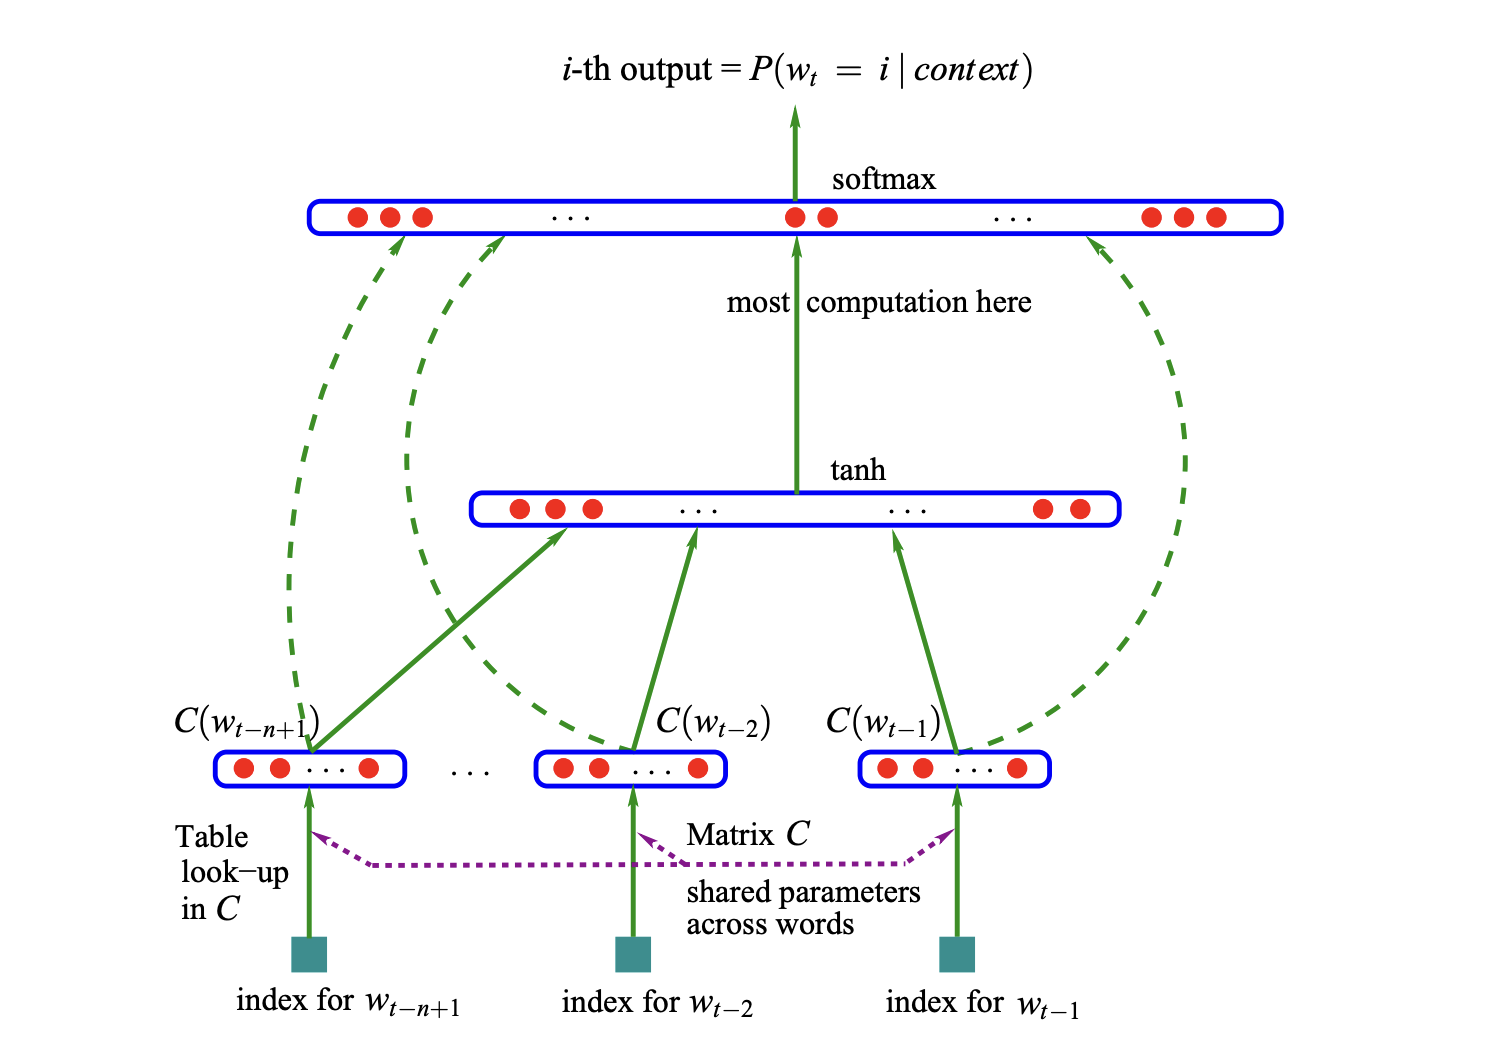 i-th output = P(w_t = i | context)
softmax
. . .
. . .
most computation here
tanh
. . .
. . .
C(w_{t−n+1})
C(w_{t−2})
C(w_{t−1})
. . .
. . .
. . .
. . .
Table
look−up
in C
Matrix C
shared parameters
across words
index for w_{t−n+1}
index for w_{t−2}
index for w_{t−1}